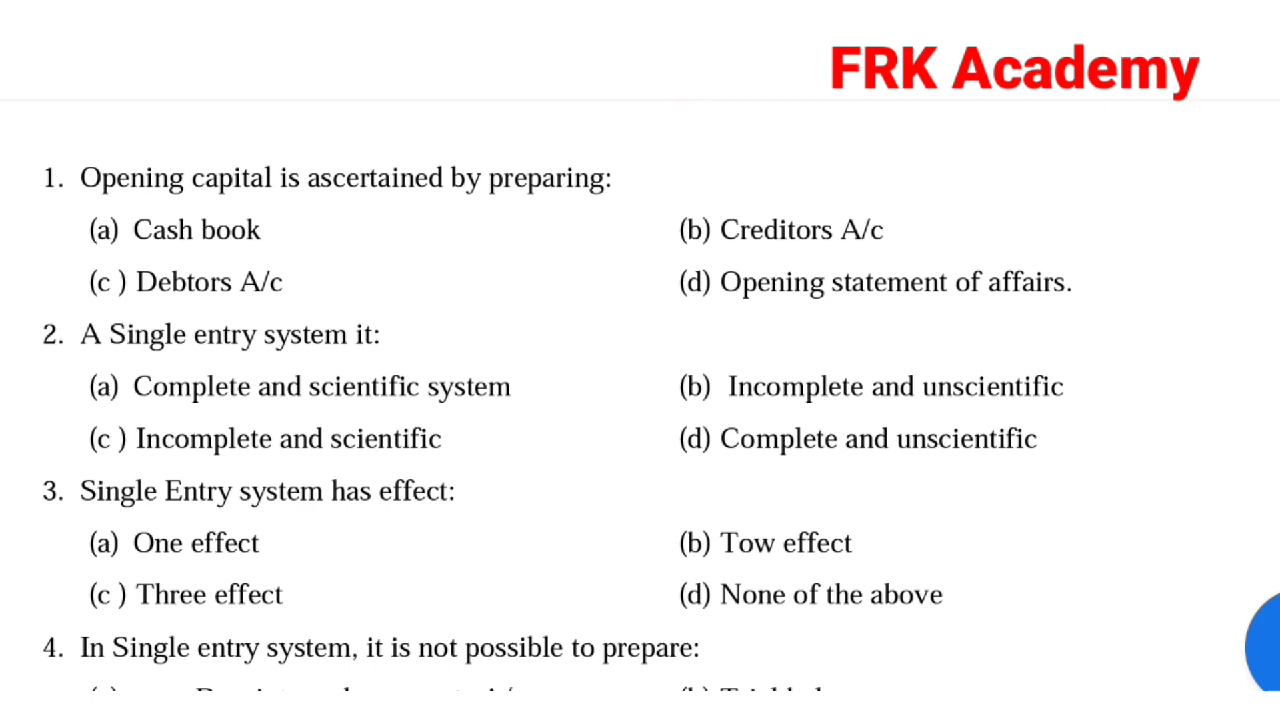 FRK Academy
1. Opening capital is ascertained by preparing:
(a) Cash book (b) Creditors A/c
(c ) Debtors A/c (d) Opening statement of affairs.
2. A Single entry system it:
(a) Complete and scientific system (b) Incomplete and unscientific
(c ) Incomplete and scientific (d) Complete and unscientific
3. Single Entry system has effect:
(a) One effect (b) Tow effect
(c ) Three effect (d) None of the above
4. In Single entry system, it is not possible to prepare: